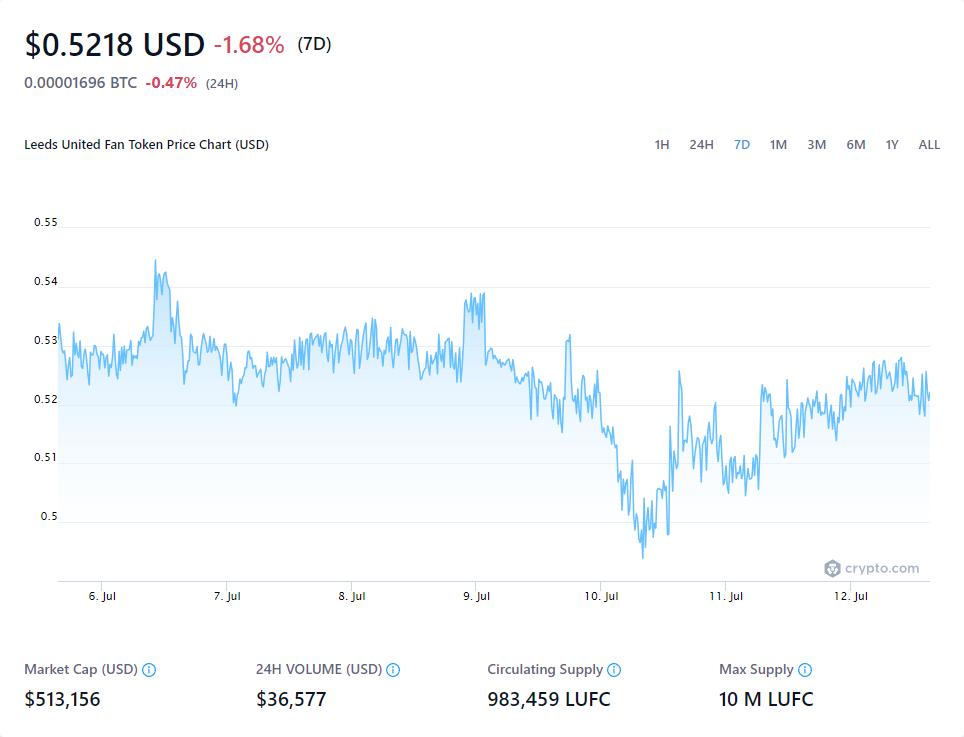 $0.5218 USD -1.68% (7D)
0.00001696 BTC -0.47% (24H)
Leeds United Fan Token Price Chart (USD)
1H 24H 7D 1M 3M 6M 1Y ALL
0.55
0.54
0.53
0.52
0.51
0.5
crypto.com
6. Jul 7. Jul 8. Jul 9. Jul 10. Jul 11. Jul 12. Jul
Market Cap (USD) 24H VOLUME (USD) Circulating Supply Max Supply
$513,156 $36,577 983,459 LUFC 10 M LUFC